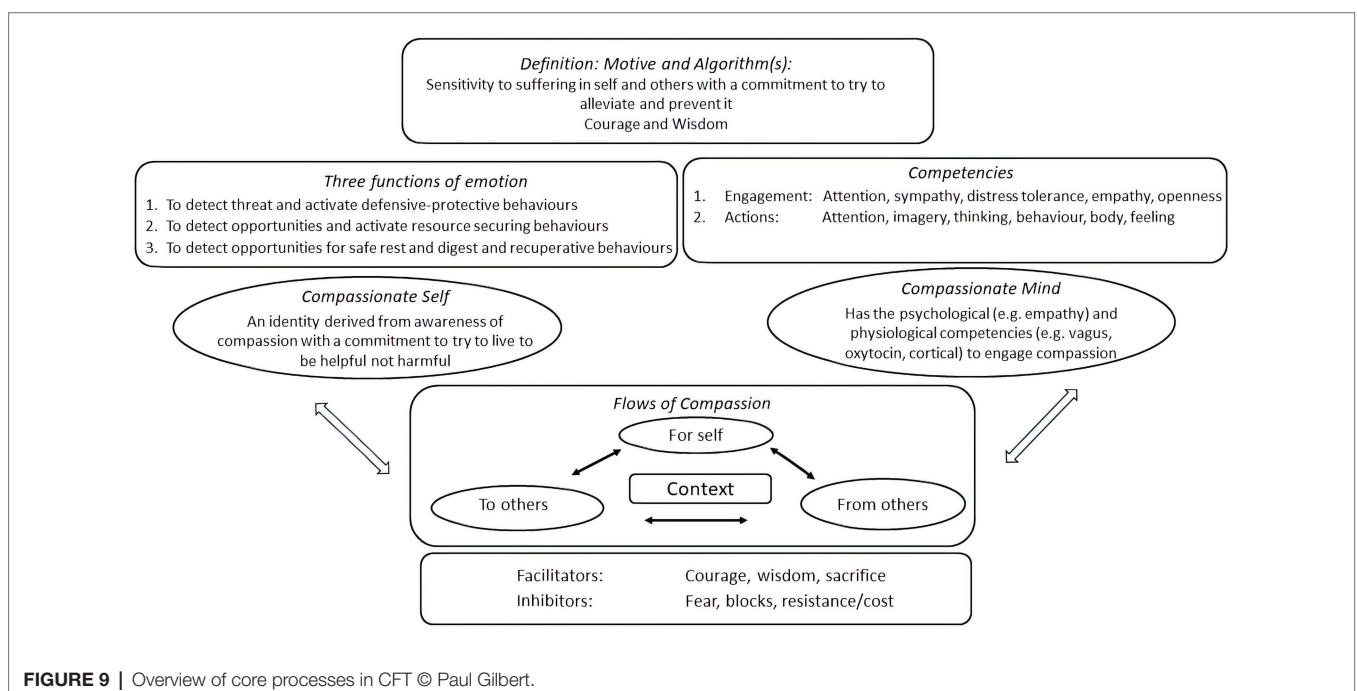 Definition: Motive and Algorithm(s):
Sensitivity to suffering in self and others with a commitment to try to
alleviate and prevent it
Courage and Wisdom
Three functions of emotion
1. To detect threat and activate defensive-protective behaviours
2. To detect opportunities and activate resource securing behaviours
3. To detect opportunities for safe rest and digest and recuperative behaviours
Competencies
1. Engagement: Attention, sympathy, distress tolerance, empathy, openness
2. Actions: Attention, imagery, thinking, behaviour, body, feeling
Compassionate Self
An identity derived from awareness of
compassion with a commitment to try to live to
be helpful not harmful
Compassionate Mind
Has the psychological (e.g. empathy) and
physiological competencies (e.g. vagus,
oxytocin, cortical) to engage compassion
Flows of Compassion
For self
Context
To others
From others
Facilitators: Courage, wisdom, sacrifice
Inhibitors: Fear, blocks, resistance/cost
FIGURE 9 | Overview of core processes in CFT © Paul Gilbert.